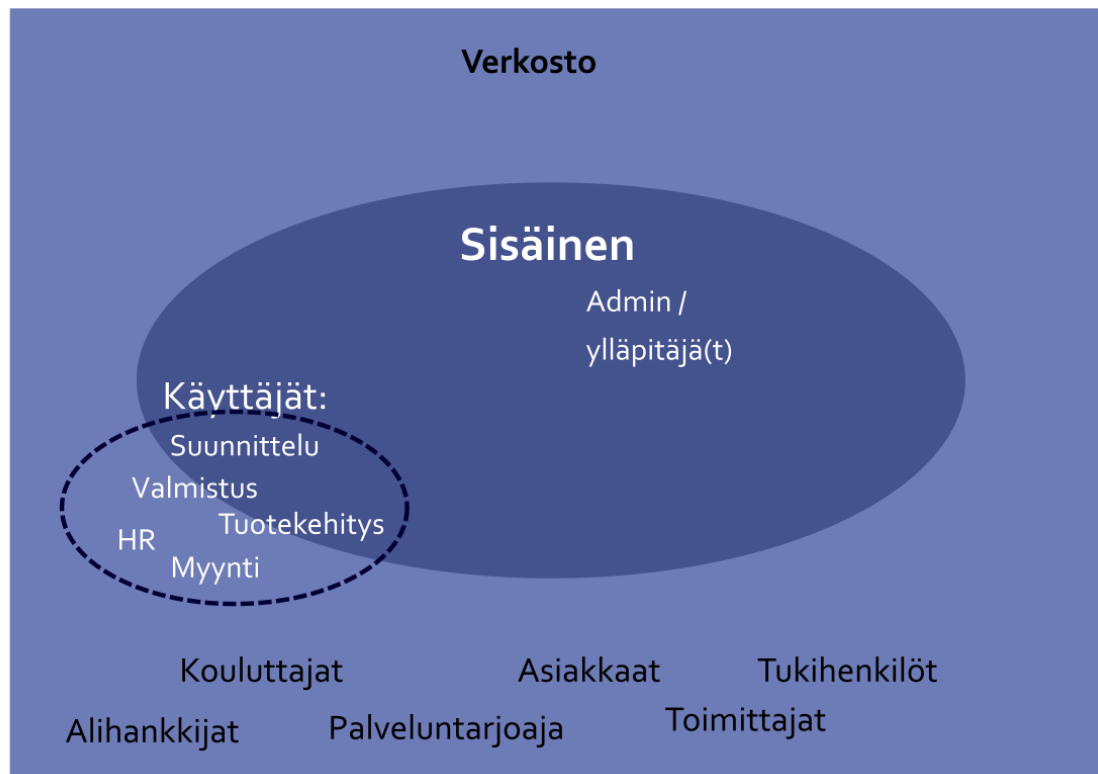 Verkosto
Sisäinen
Admin /
ylläpitäjä(t)
Käyttäjät:
Suunnittelu
Valmistus
Tuotekehitys
HR
Myynti
Kouluttajat
Asiakkaat
Tukihenkilöt
Alihankkijat
Palveluntarjoaja
Toimittajat